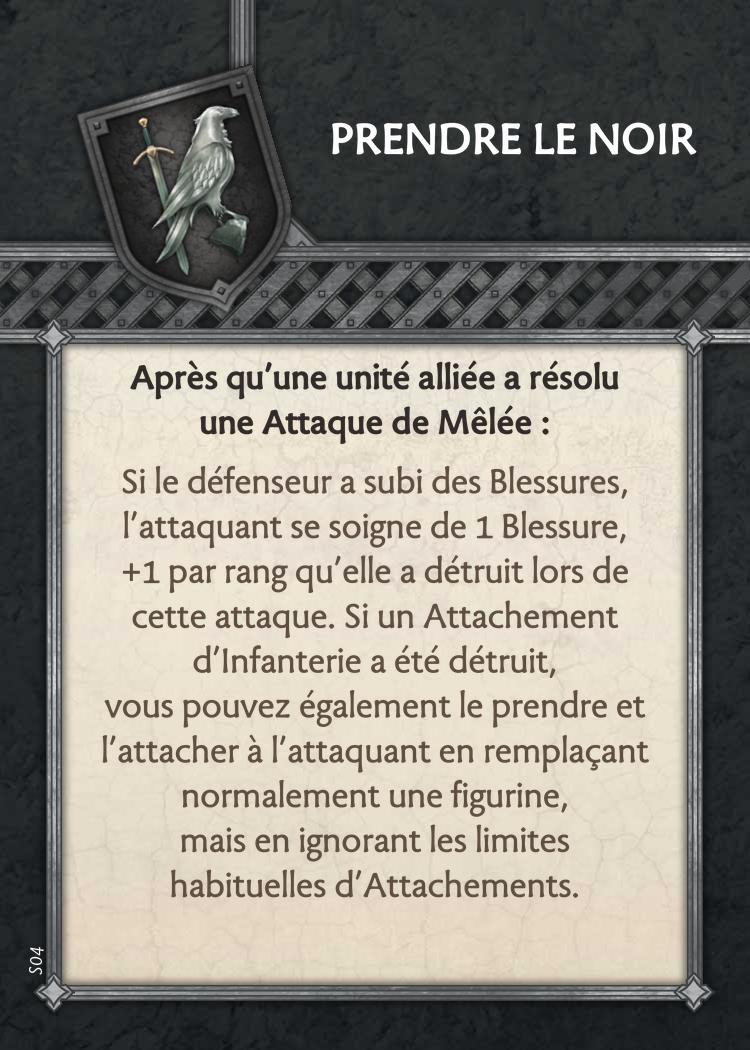 PRENDRE LE NOIR
Après qu'une unité alliée a résolu
une Attaque de Mêlée :
Si le défenseur a subi des Blessures,
l'attaquant se soigne de 1 Blessure,
+1 par rang qu'elle a détruit lors de
cette attaque. Si un Attachement
d'Infanterie a été détruit,
vous pouvez également le prendre et
l'attacher à l'attaquant en remplaçant
normalement une figurine,
mais en ignorant les limites
habituelles d'Attachements.
S04